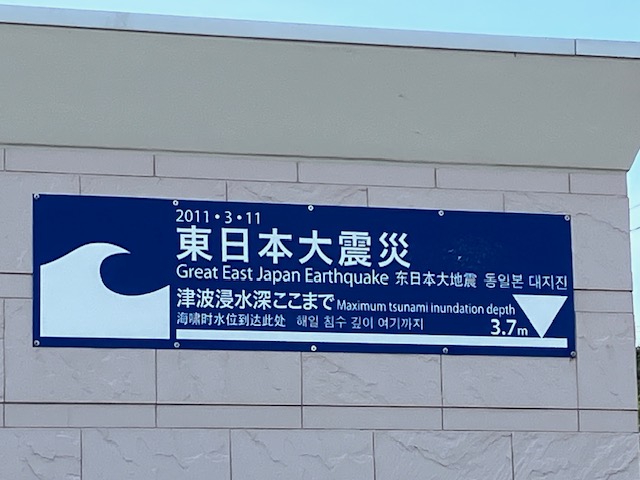 2011・3・11
東日本大震災
Great East Japan Earthquake 东日本大地震 동일본 대지진
津波浸水深ここまで Maximum tsunami inundation depth
海啸时水位到达此处 해일 침수 깊이 여기까지 3.7m